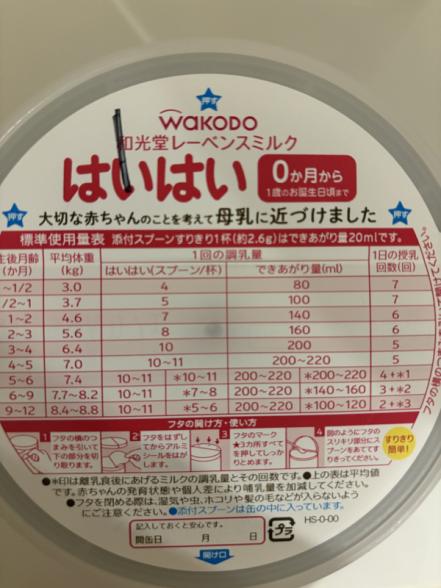 押す
WAKODO
和光堂レーベンスミルク
はいはい 0か月から
1歳のお誕生日頃まで
押す 押す
大切な赤ちゃんのことを考えて母乳に近づけました
標準使用量表 添付スプーンすりきり1杯(約2.6g)はできあがり量20mlです。
生後月齢(か月) 平均体重(kg) 1回の調乳量 1日の授乳回数(回)
はいはい(スプーン/杯) できあがり量(ml)
~1/2 3.0 4 80 7
/2~1 3.7 5 100 7
1~2 4.6 7 140 6
2~3 5.6 8 160 6
3~4 6.4 10 200 5
4~5 7.0 10~11 200~220 5
5~6 7.4 10~11 *10~11 200~220 *200~220 4+*1
6~9 7.7~8.2 10~11 *7~8 200~220 *140~160 3+*2
9~12 8.4~8.8 10~11 *5~6 200~220 *100~120 2+*3
フタの開け方・使い方
1 フタの横のつまみを引いて下の部分を切り取ります。
2 フタをはずしてからアルミシールをはがします。
3 フタのマーク★3カ所すべてを押してしっかりとめます。
4 図のようにフタのスリキリ部分にスプーンをあててすりきってください。
すりきり簡単!
●*印は離乳食後にあげるミルクの調乳量とその回数です。●上の表は平均値
です。赤ちゃんの発育状態や個人差により哺乳量を加減してください。
●フタを閉める際は、湿気や虫、ホコリや髪の毛などが入らないよう
にご注意ください。●添付スプーンは缶の中に入っています。
記入しておくと安心です。
開缶日 月 日
プラ
HS-0-00
開け口